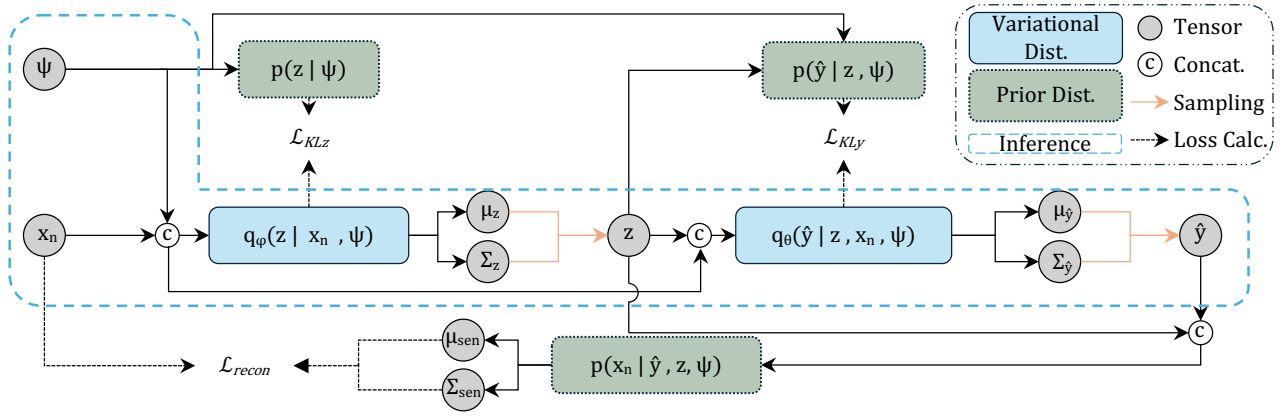 ψ
p(z | ψ)
p(ŷ | z , ψ)
ℒKLz
ℒKLy
Variational
Dist.
Prior Dist.
Inference
Tensor
c
Concat.
Sampling
Loss Calc.
xn
c
qφ(z | xn , ψ)
μz
Σz
z
c
qθ(ŷ | z , xn , ψ)
μŷ
Σŷ
ŷ
c
ℒrecon
μsen
Σsen
p(xn | ŷ , z, ψ)